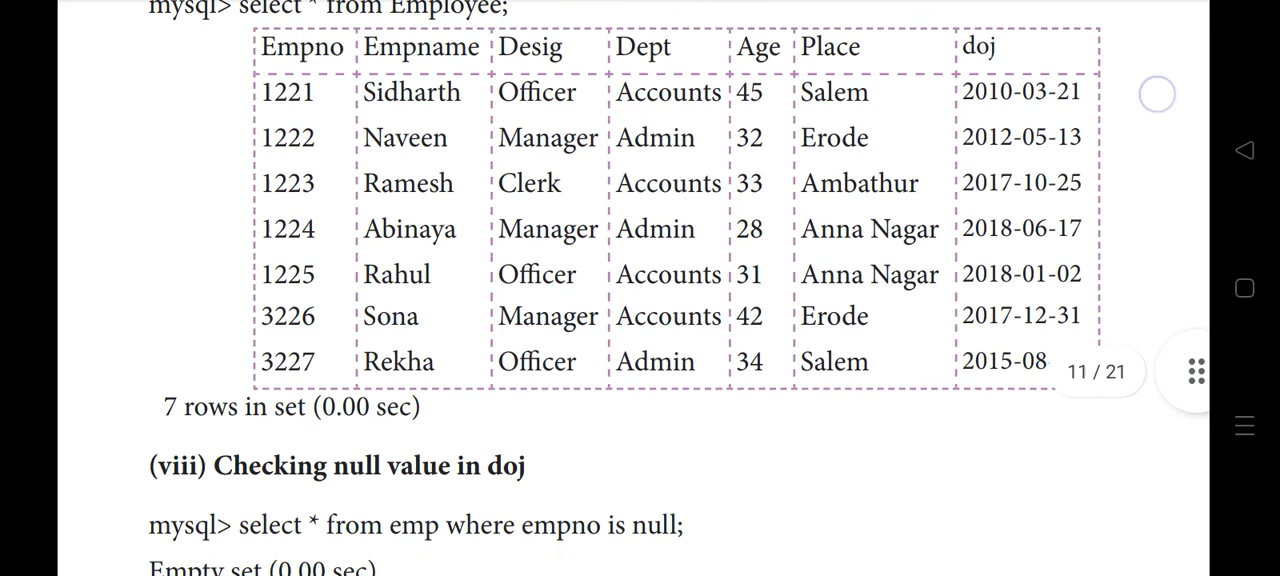 mysql> select * from Employee;
Empno Empname Desig Dept Age Place doj
1221 Sidharth Officer Accounts 45 Salem 2010-03-21
1222 Naveen Manager Admin 32 Erode 2012-05-13
1223 Ramesh Clerk Accounts 33 Ambathur 2017-10-25
1224 Abinaya Manager Admin 28 Anna Nagar 2018-06-17
1225 Rahul Officer Accounts 31 Anna Nagar 2018-01-02
3226 Sona Manager Accounts 42 Erode 2017-12-31
3227 Rekha Officer Admin 34 Salem 2015-08
11 / 21
7 rows in set (0.00 sec)
(viii) Checking null value in doj
mysql> select * from emp where empno is null;
Empty set (0.00 sec)